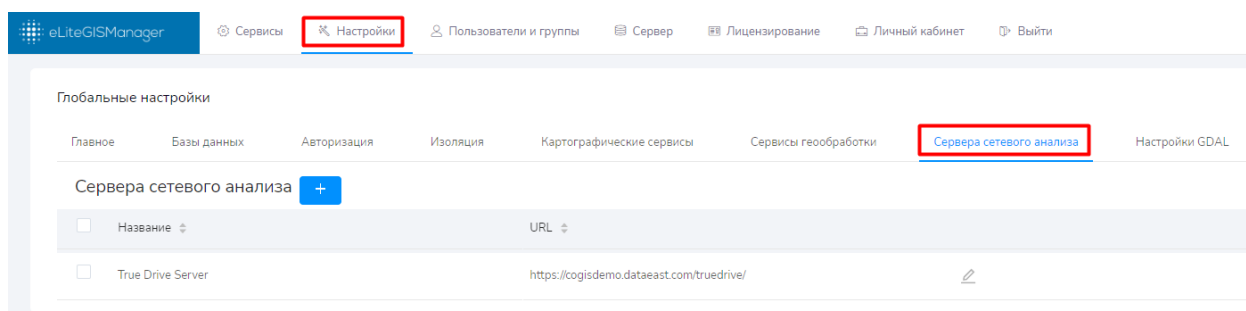 eLiteGISManager Сервисы Настройки Пользователи и группы Сервер Лицензирование Личный кабинет Выйти
Глобальные настройки
Главное Базы данных Авторизация Изоляция Картографические сервисы Сервисы геообработки Сервера сетевого анализа Настройки GDAL
Сервера сетевого анализа +
Название URL
True Drive Server https://cogisdemo.dataeast.com/truedrive/